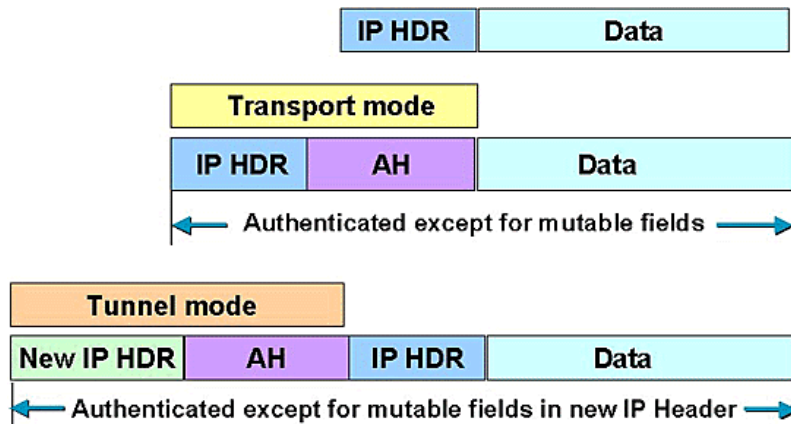 IP HDR Data
Transport mode
IP HDR AH Data
Authenticated except for mutable fields
Tunnel mode
New IP HDR AH IP HDR Data
Authenticated except for mutable fields in new IP Header